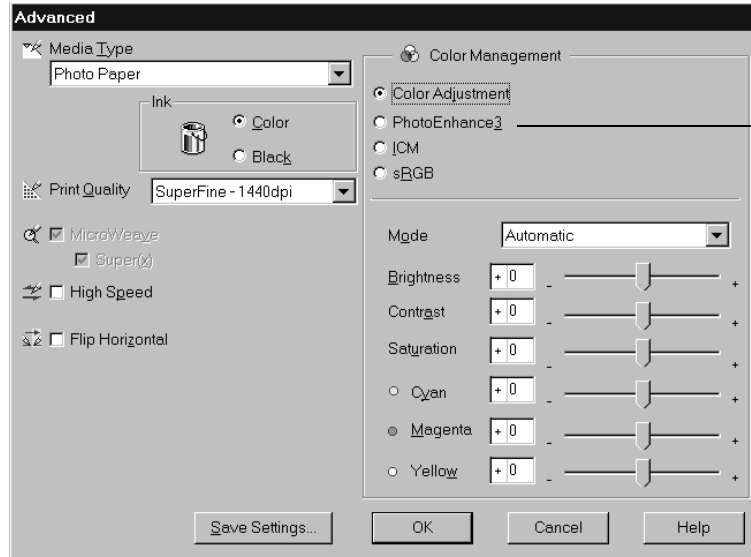 Advanced
Media Type
Photo Paper
Ink
Color
Black
Print Quality
SuperFine - 1440dpi
MicroWeave
Super(x)
High Speed
Flip Horizontal
Color Management
Color Adjustment
PhotoEnhance3
ICM
sRGB
Mode
Automatic
Brightness
+ 0
- +
Contrast
+ 0
- +
Saturation
+ 0
- +
Cyan
+ 0
- +
Magenta
+ 0
- +
Yellow
+ 0
- +
Save Settings...
OK
Cancel
Help